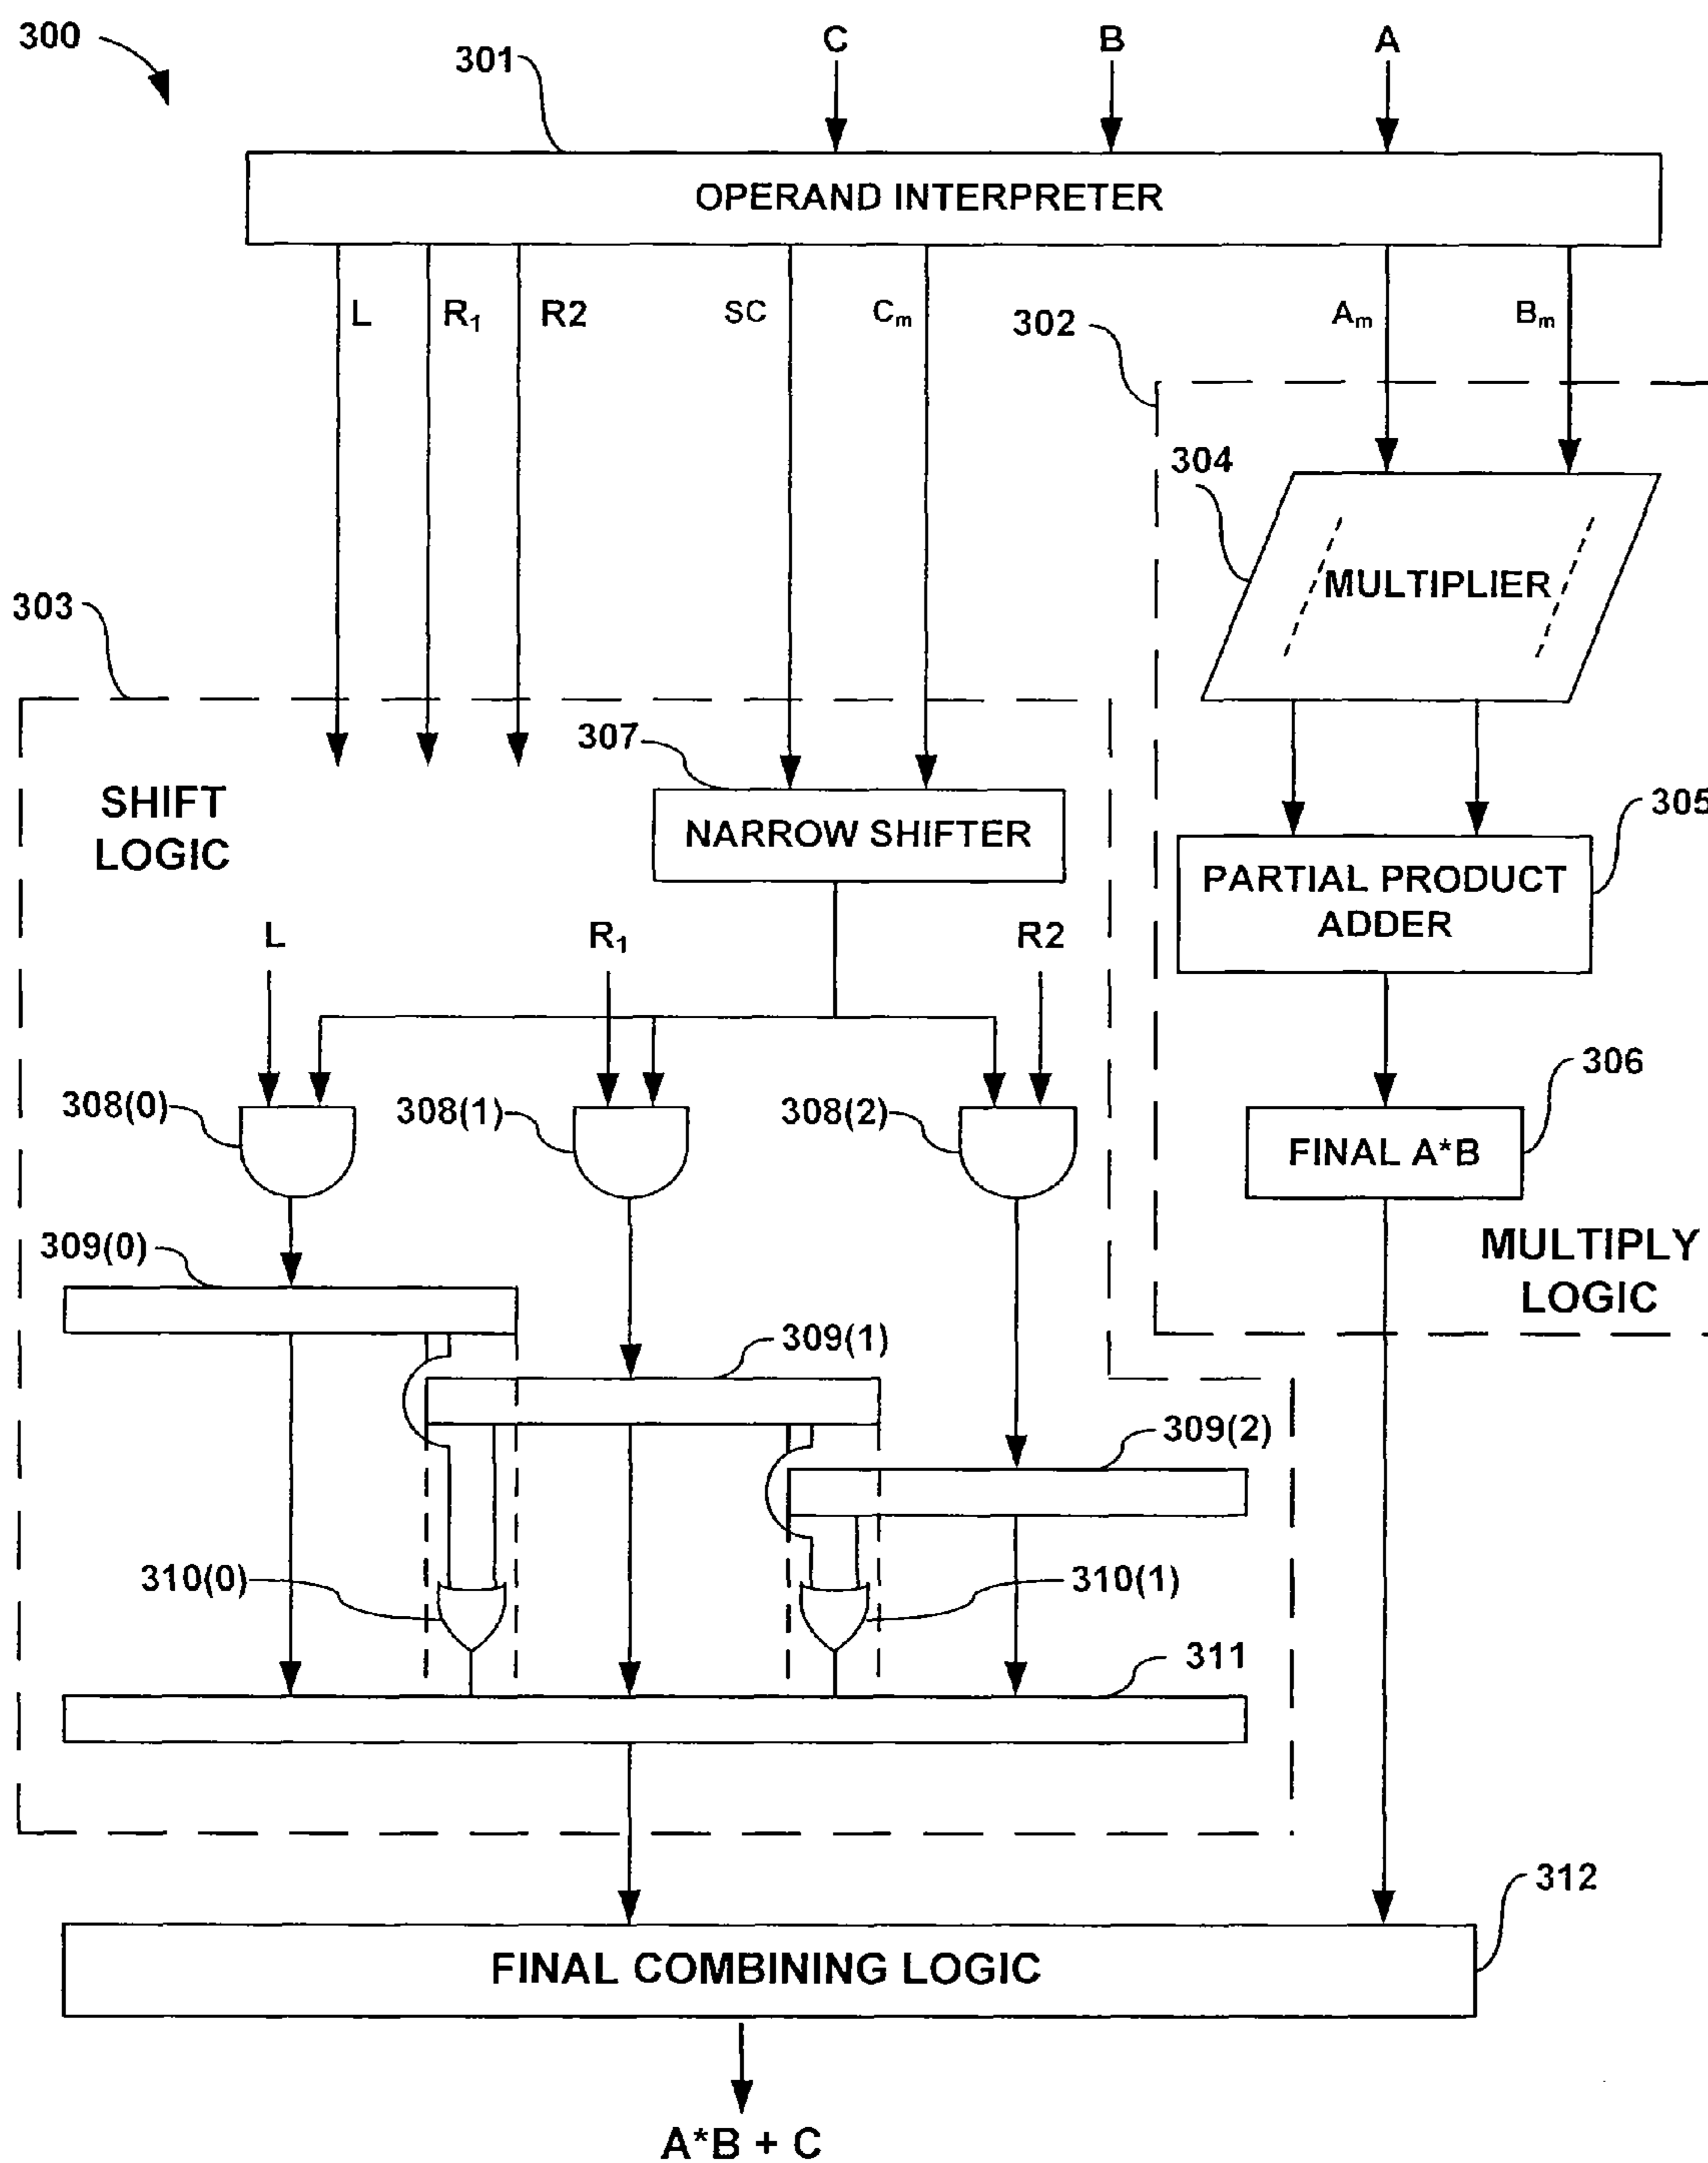 300
301
C
B
A
OPERAND INTERPRETER
L
R₁
R2
SC
Cₘ
302
Aₘ
Bₘ
304
MULTIPLIER
303
307
SHIFT
LOGIC
NARROW SHIFTER
305
PARTIAL PRODUCT
ADDER
L
R₁
R2
306
308(0)
308(1)
308(2)
FINAL A*B
309(0)
MULTIPLY
LOGIC
309(1)
309(2)
310(0)
310(1)
311
312
FINAL COMBINING LOGIC
A*B + C